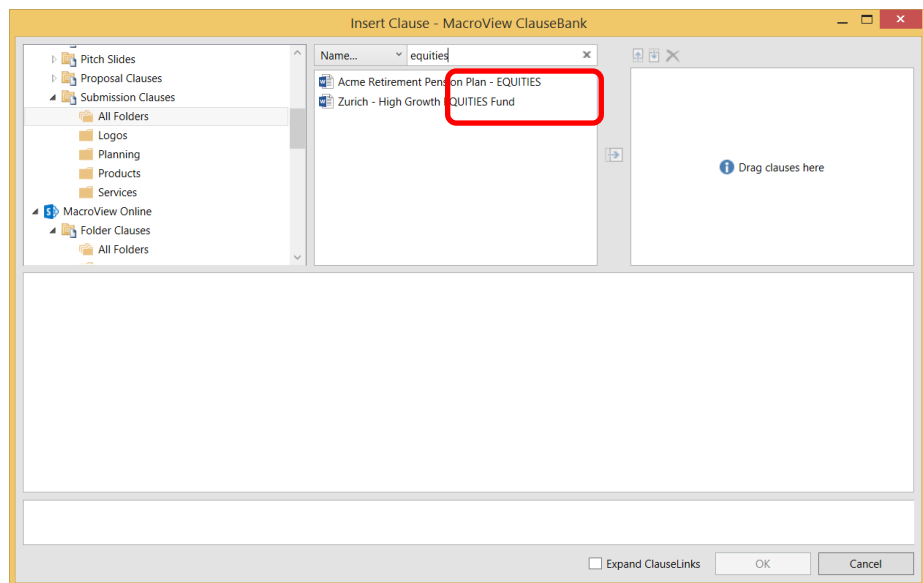 Insert Clause - MacroView ClauseBank
Pitch Slides
Proposal Clauses
Submission Clauses
All Folders
Logos
Planning
Products
Services
MacroView Online
Folder Clauses
All Folders
Name... equities
Acme Retirement Pension Plan - EQUITIES
Zurich - High Growth EQUITIES Fund
Drag clauses here
Expand ClauseLinks
OK
Cancel